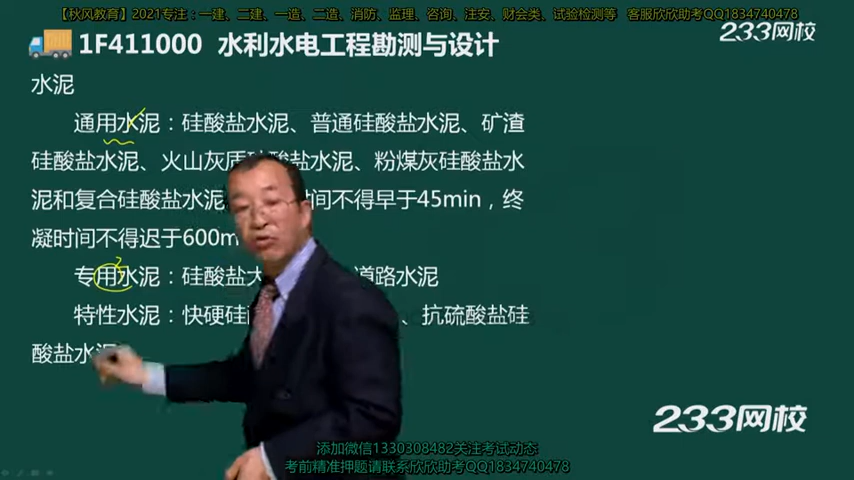 【秋风教育】2021专注：一建、二建、一造、二造、消防、监理、咨询、注安、财会类、试验检测等 客服欣欣助考QQ1834740478
233网校
1F411000 水利水电工程勘测与设计
水泥
通用水泥：硅酸盐水泥、普通硅酸盐水泥、矿渣
硅酸盐水泥、火山灰质 酸盐水泥、粉煤灰硅酸盐水
泥和复合硅酸盐水泥 时间不得早于45min，终
凝时间不得迟于600m
专用水泥：硅酸盐大 道路水泥
特性水泥：快硬硅 、抗硫酸盐硅
酸盐水泥
233网校
添加微信1330308482关注考试动态
考前精准押题请联系欣欣助考QQ1834740478